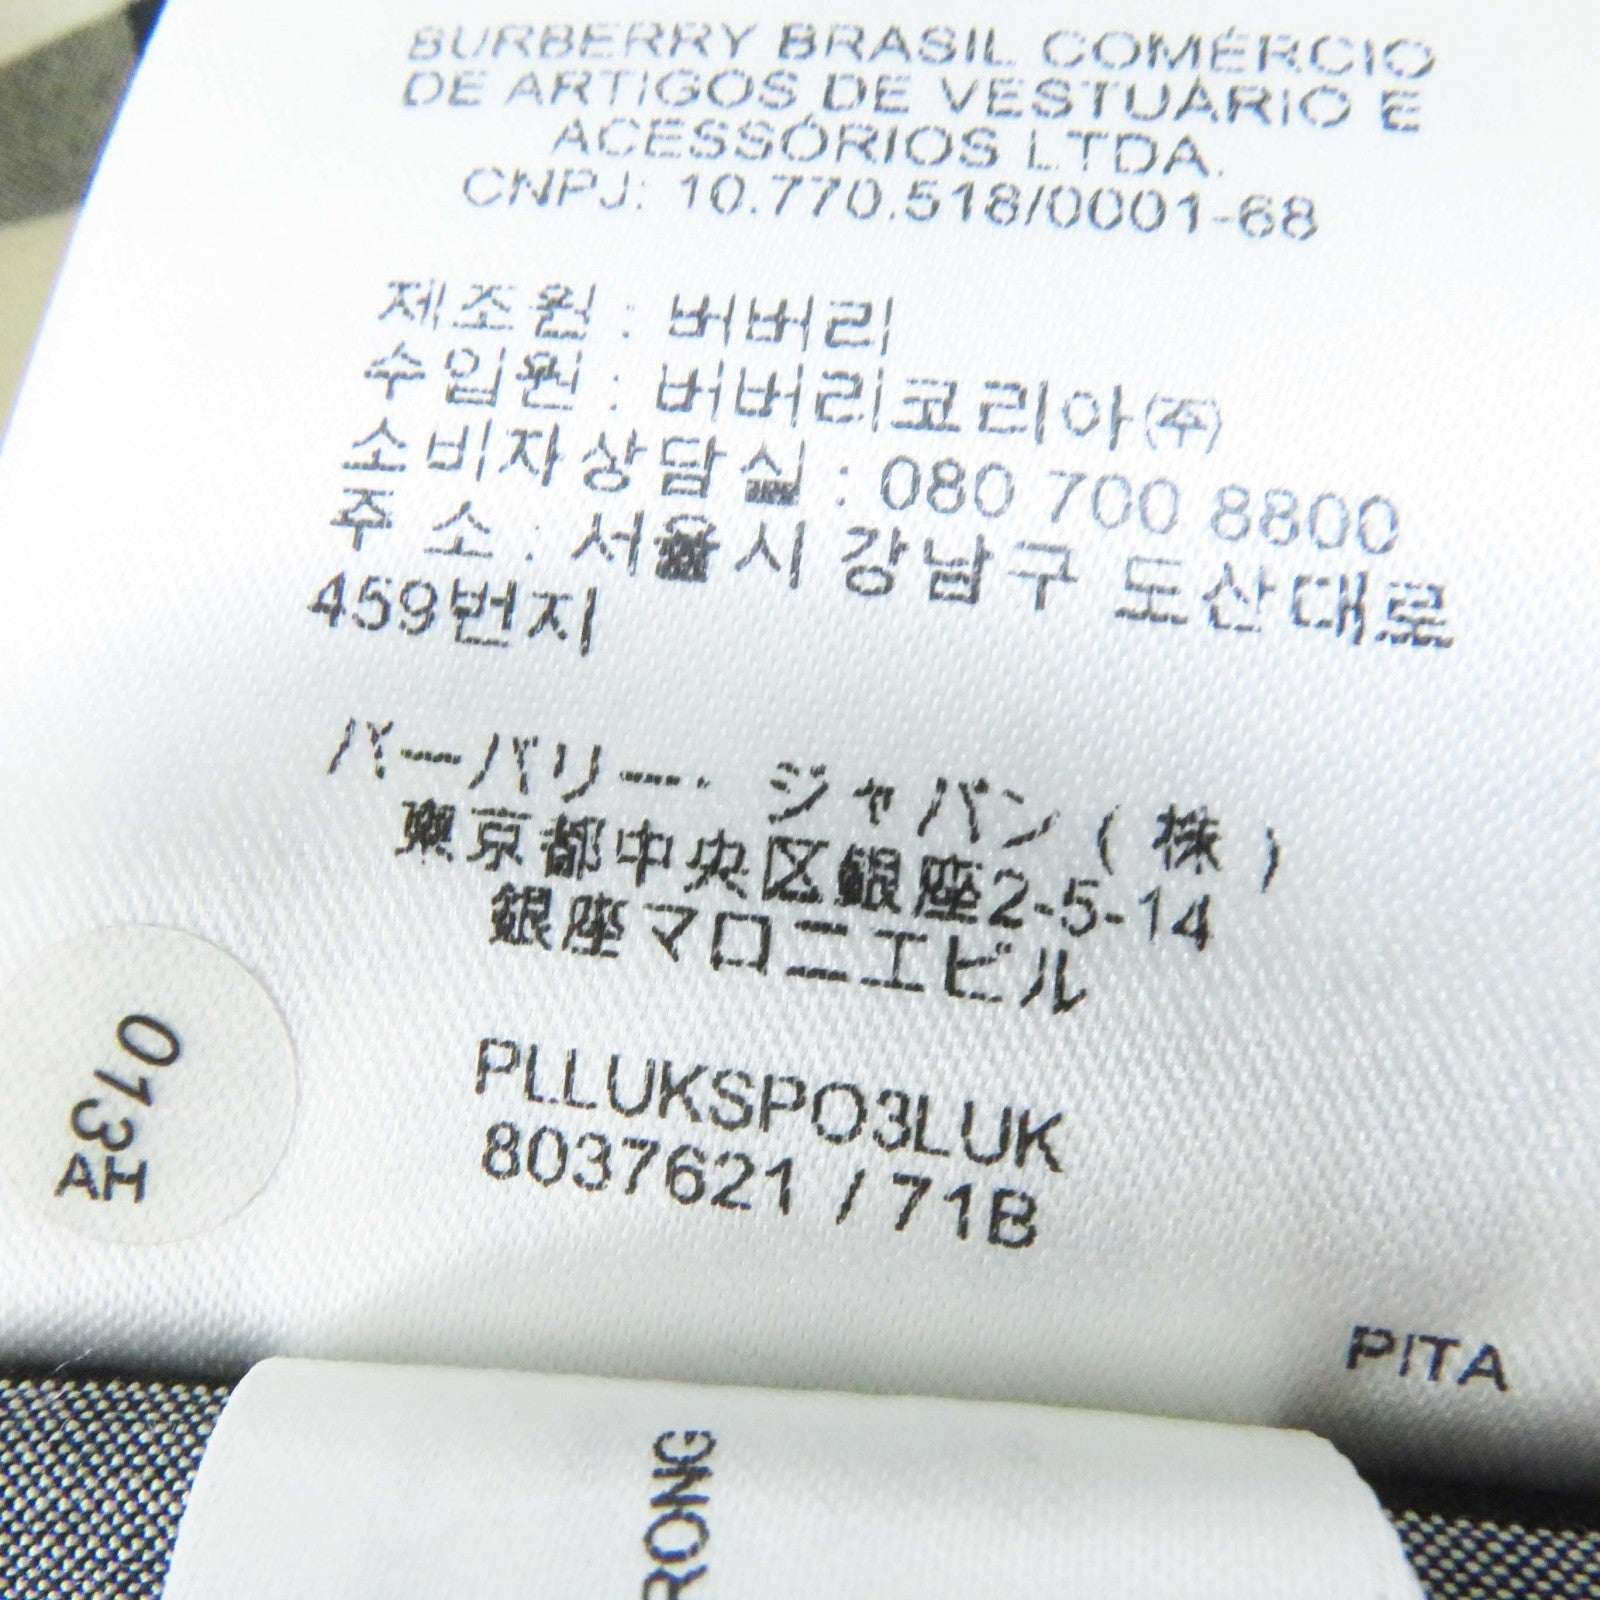 BURBERRY BRASIL COMÉRCIO
DE ARTIGOS DE VESTUÁRIO E
ACESSÓRIOS LTDA.
CNPJ: 10.770.518/0001-68
제조원 : 버버리
수입원 : 버버리코리아(주)
소비자상담실 : 080 700 8800
주 소 : 서울시 강남구 도산대로
459번지
バーバリー・ジャパン(株)
東京都中央区銀座2-5-14
銀座マロニエビル
PLLUKSPO3LUK
8037621 / 71B
013
AH
PITA
RONG